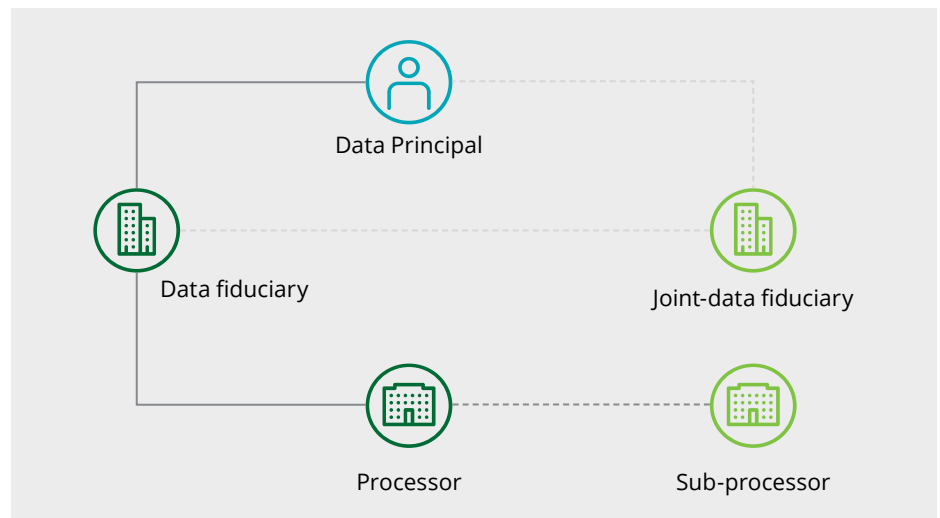 Data Principal
Data fiduciary
Joint-data fiduciary
Processor
Sub-processor